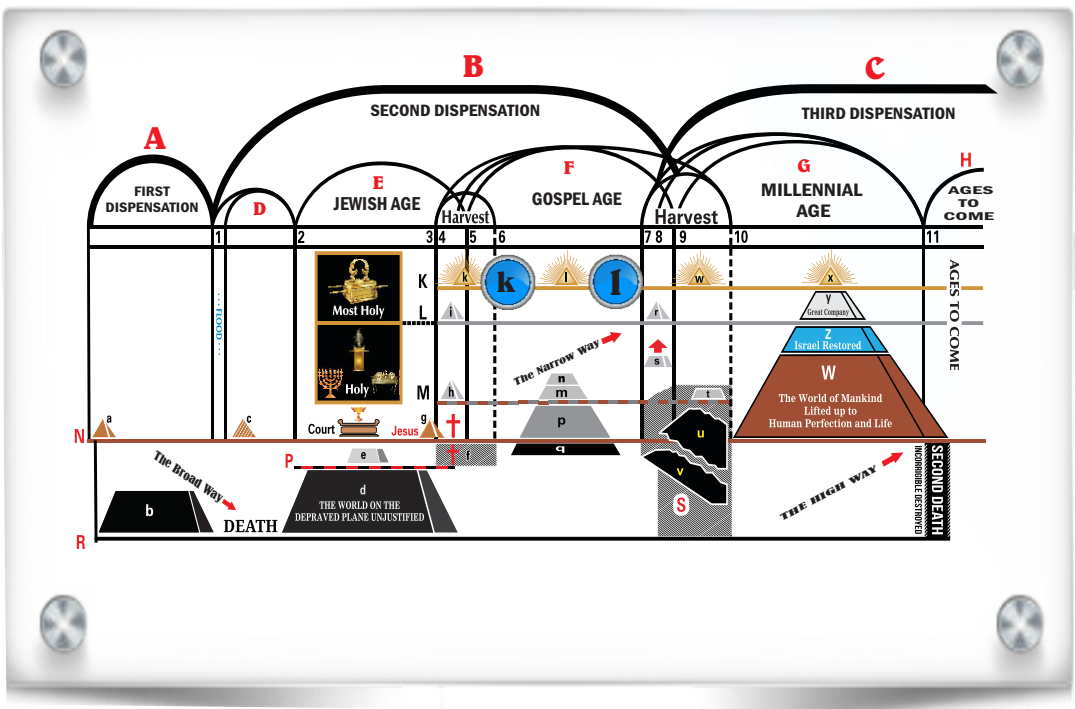 B
C
SECOND DISPENSATION
THIRD DISPENSATION
A
FIRST
DISPENSATION
D
E
JEWISH AGE
Harvest
F
GOSPEL AGE
Harvest
G
MILLENNIAL
AGE
H
AGES
TO
COME
1
2
3
4
5
6
7
8
9
10
11
FLOOD
Most Holy
Holy
Court
Jesus
K
L
M
N
P
R
k
k
l
l
w
x
i
r
s
h
g
t
y
Great Company
Z
Israel Restored
W
The World of Mankind
Lifted up to
Human Perfection and Life
AGES TO COME
The Narrow Way
n
m
p
q
a
c
e
f
u
v
S
The Broad Way
b
DEATH
d
THE WORLD ON THE
DEPRAVED PLANE UNJUSTIFIED
THE HIGH WAY
INCORRIGIBLE DESTROYED
SECOND DEATH